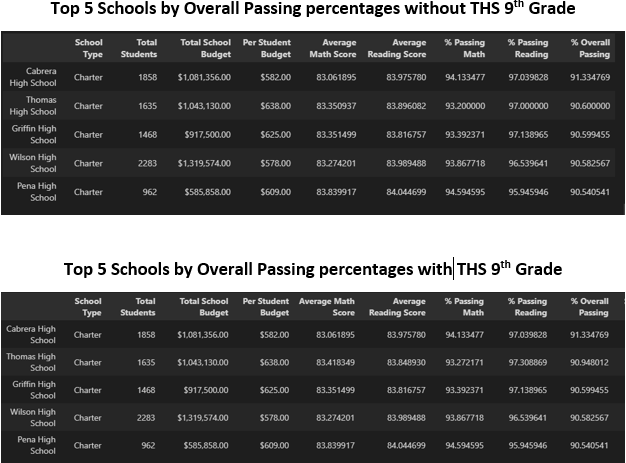 Top 5 Schools by Overall Passing percentages without THS 9th Grade
School Type Total Students Total School Budget Per Student Budget Average Math Score Average Reading Score % Passing Math % Passing Reading % Overall Passing
Cabrera High School Charter 1858 $1,081,356.00 $582.00 83.061895 83.975780 94.133477 97.039828 91.334769
Thomas High School Charter 1635 $1,043,130.00 $638.00 83.350937 83.896082 93.200000 97.000000 90.600000
Griffin High School Charter 1468 $917,500.00 $625.00 83.351499 83.816757 93.392371 97.138965 90.599455
Wilson High School Charter 2283 $1,319,574.00 $578.00 83.274201 83.989488 93.867718 96.539641 90.582567
Pena High School Charter 962 $585,858.00 $609.00 83.839917 84.044699 94.594595 95.945946 90.540541
Top 5 Schools by Overall Passing percentages with THS 9th Grade
School Type Total Students Total School Budget Per Student Budget Average Math Score Average Reading Score % Passing Math % Passing Reading % Overall Passing
Cabrera High School Charter 1858 $1,081,356.00 $582.00 83.061895 83.975780 94.133477 97.039828 91.334769
Thomas High School Charter 1635 $1,043,130.00 $638.00 83.418349 83.848930 93.272171 97.308869 90.948012
Griffin High School Charter 1468 $917,500.00 $625.00 83.351499 83.816757 93.392371 97.138965 90.599455
Wilson High School Charter 2283 $1,319,574.00 $578.00 83.274201 83.989488 93.867718 96.539641 90.582567
Pena High School Charter 962 $585,858.00 $609.00 83.839917 84.044699 94.594595 95.945946 90.540541